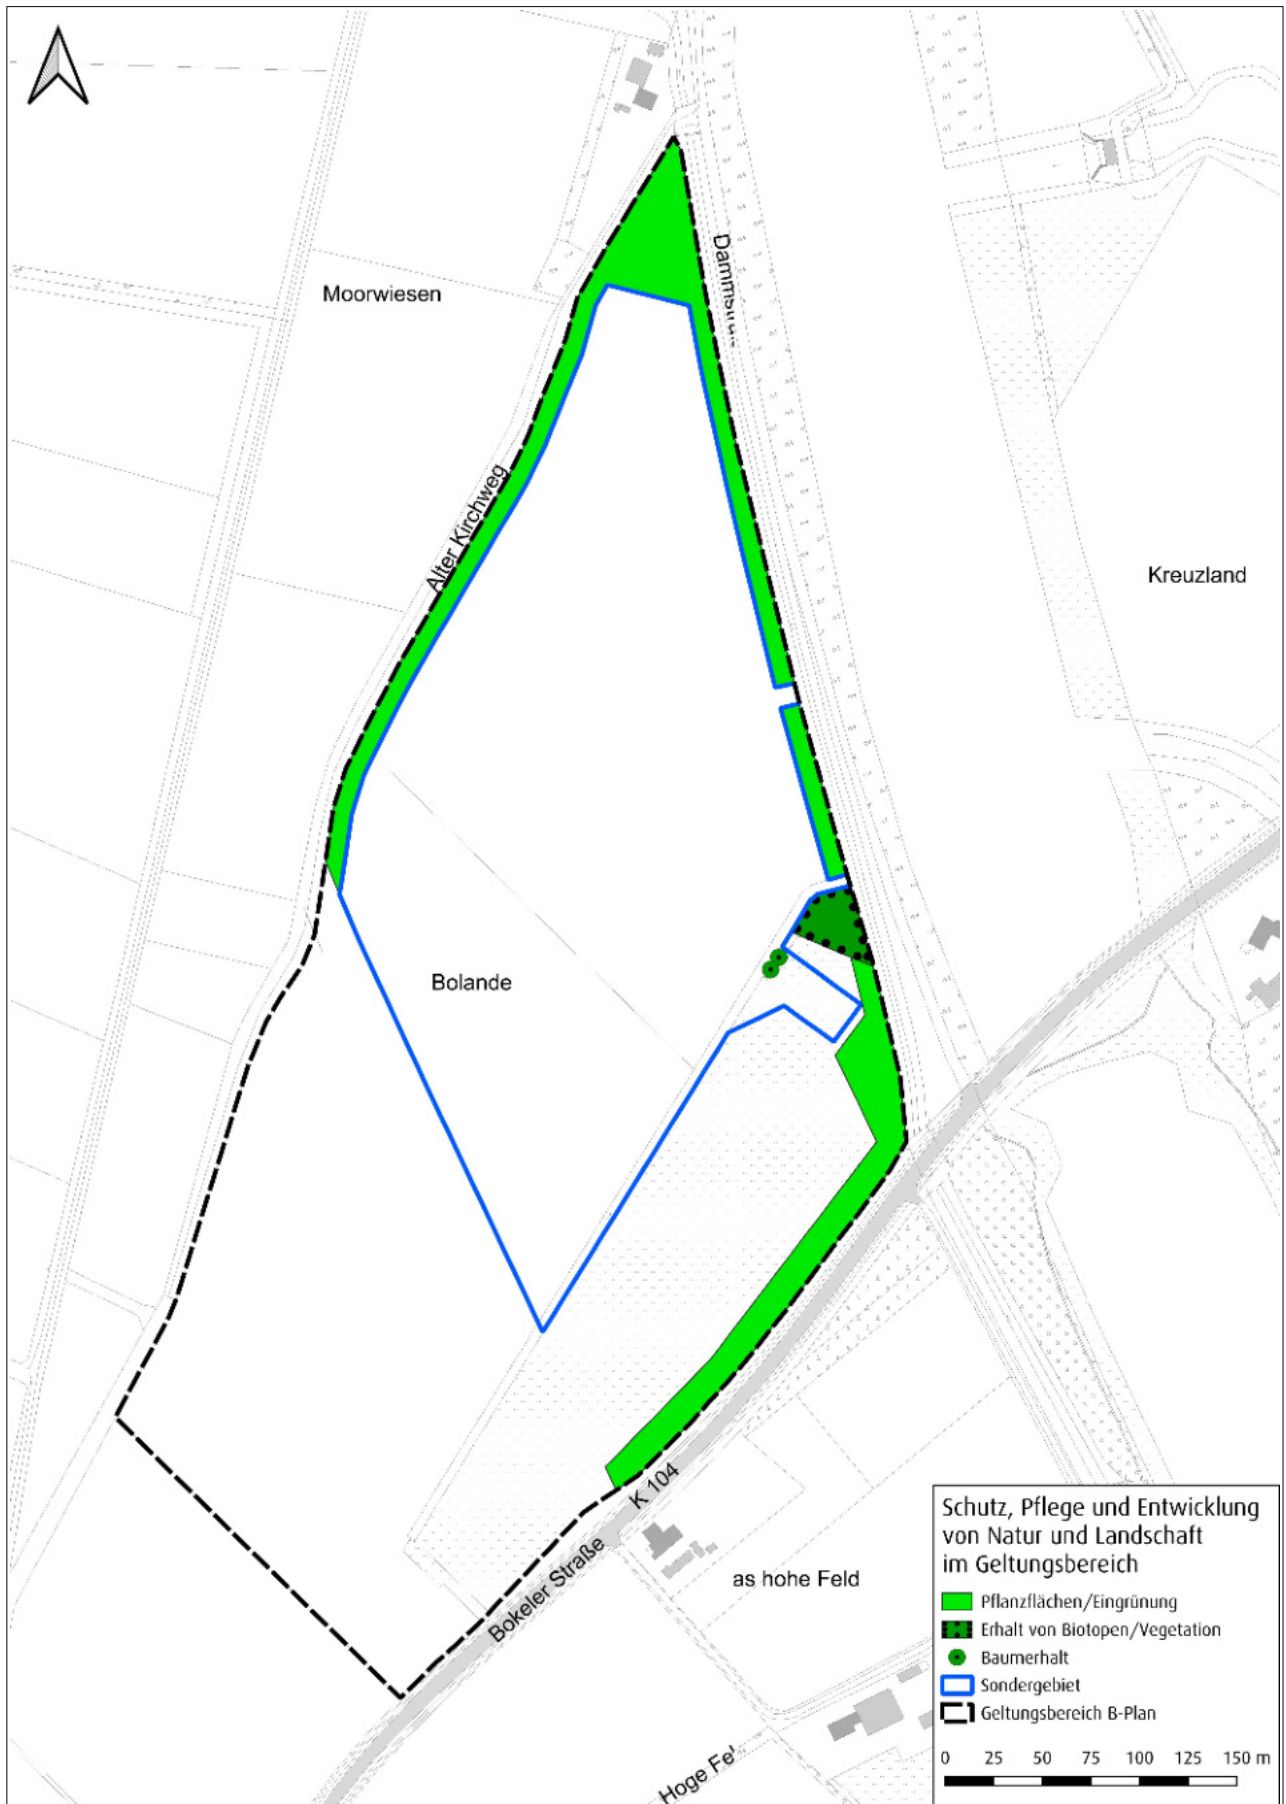 Moorwiesen
Alter Kirchweg
Kreuzland
Bolande
K 104
Bokeler Straße
as hohe Feld
Schutz, Pflege und Entwicklung
von Natur und Landschaft
im Geltungsbereich
Pflanzflächen/Eingrünung
Erhalt von Biotopen/Vegetation
Baumerhalt
Sondergebiet
Geltungsbereich B-Plan
0 25 50 75 100 125 150 m
Hoge